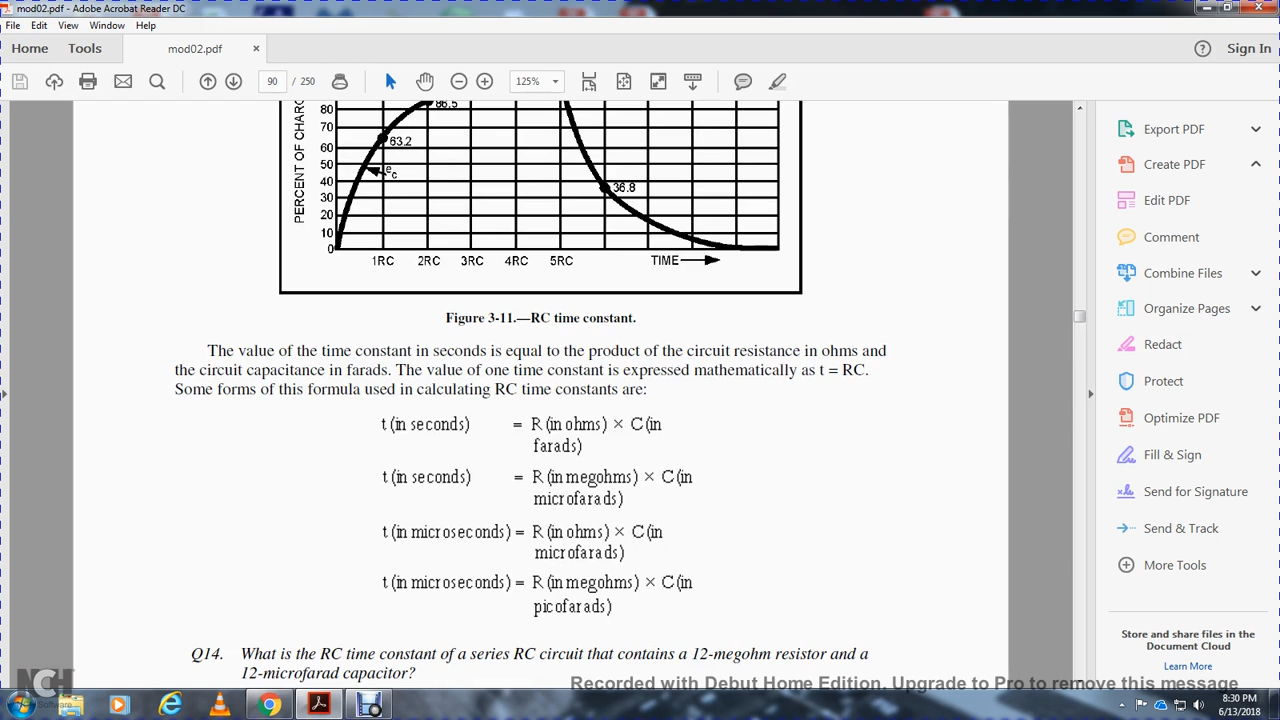 mod02.pdf - Adobe Acrobat Reader DC
File Edit View Window Help
Home Tools mod02.pdf × Sign In
90 / 250 125%
80 86.5
70
60 63.2
50
40 e c 36.8
30
20
10
0
PERCENT OF CHARG
1RC 2RC 3RC 4RC 5RC TIME
Figure 3-11.—RC time constant.
The value of the time constant in seconds is equal to the product of the circuit resistance in ohms and
the circuit capacitance in farads. The value of one time constant is expressed mathematically as t = RC.
Some forms of this formula used in calculating RC time constants are:
t (in seconds) = R (in ohms) × C (in
farads)
t (in seconds) = R (in megohms) × C (in
microfarads)
t (in microseconds) = R (in ohms) × C (in
microfarads)
t (in microseconds) = R (in megohms) × C (in
picofarads)
Q14. What is the RC time constant of a series RC circuit that contains a 12-megohm resistor and a
12-microfarad capacitor?
Export PDF
Create PDF
Edit PDF
Comment
Combine Files
Organize Pages
Redact
Protect
Optimize PDF
Fill & Sign
Send for Signature
Send & Track
More Tools
Store and share files in the
Document Cloud
Learn More
NCH
Software
Recorded with Debut Home Edition. Upgrade to Pro to remove this message
8:30 PM
6/13/2018